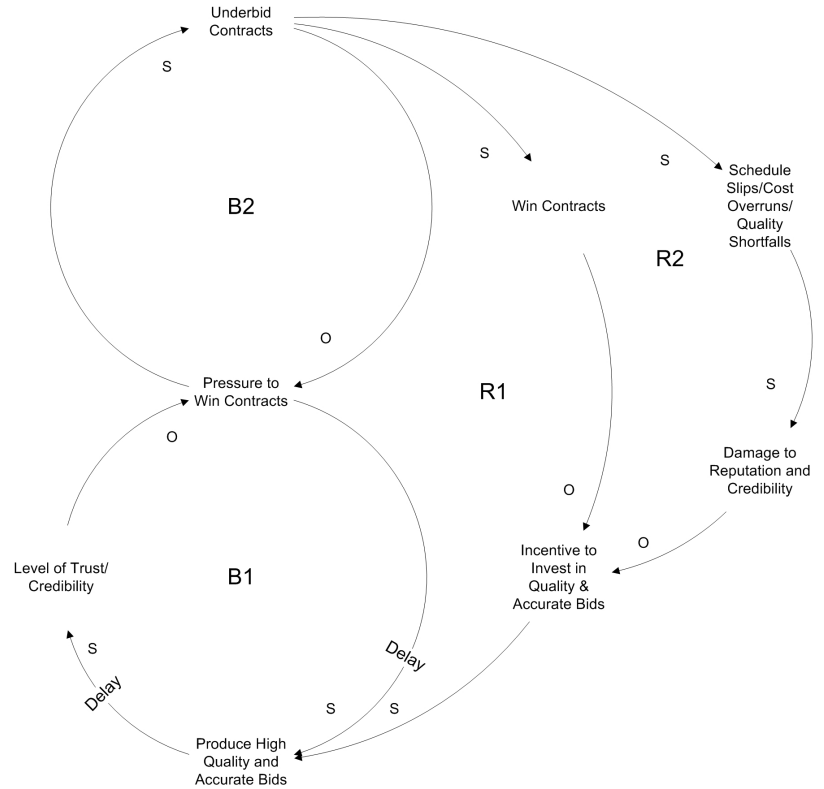 Underbid
Contracts
S
S
S
Schedule
Slips/Cost
Overruns/
Quality
Shortfalls
B2
Win Contracts
R2
O
Pressure to
Win Contracts
R1
S
O
Damage to
Reputation and
Credibility
O
O
Incentive to
Invest in
Quality &
Accurate Bids
Level of Trust/
Credibility
B1
S
Delay
Delay
S
S
Produce High
Quality and
Accurate Bids